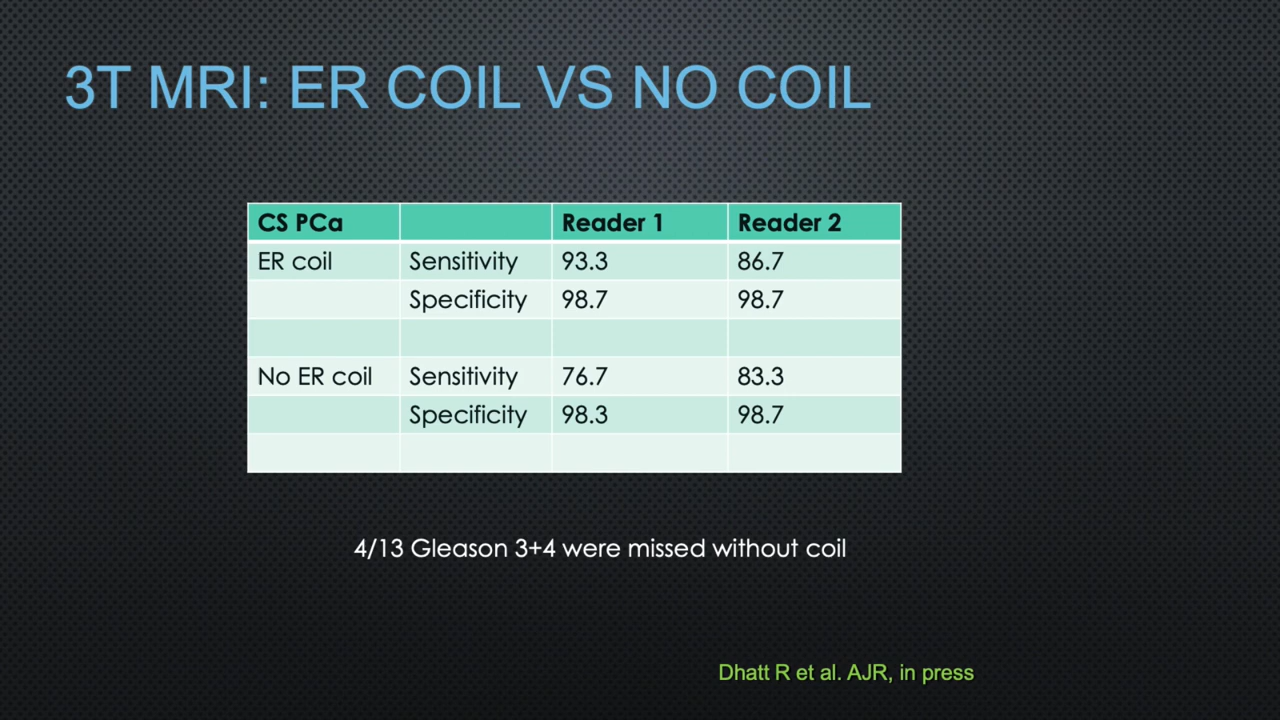 3T MRI: ER COIL VS NO COIL
CS PCa Reader 1 Reader 2
ER coil Sensitivity 93.3 86.7
Specificity 98.7 98.7
No ER coil Sensitivity 76.7 83.3
Specificity 98.3 98.7
4/13 Gleason 3+4 were missed without coil
Dhatt R et al. AJR, in press